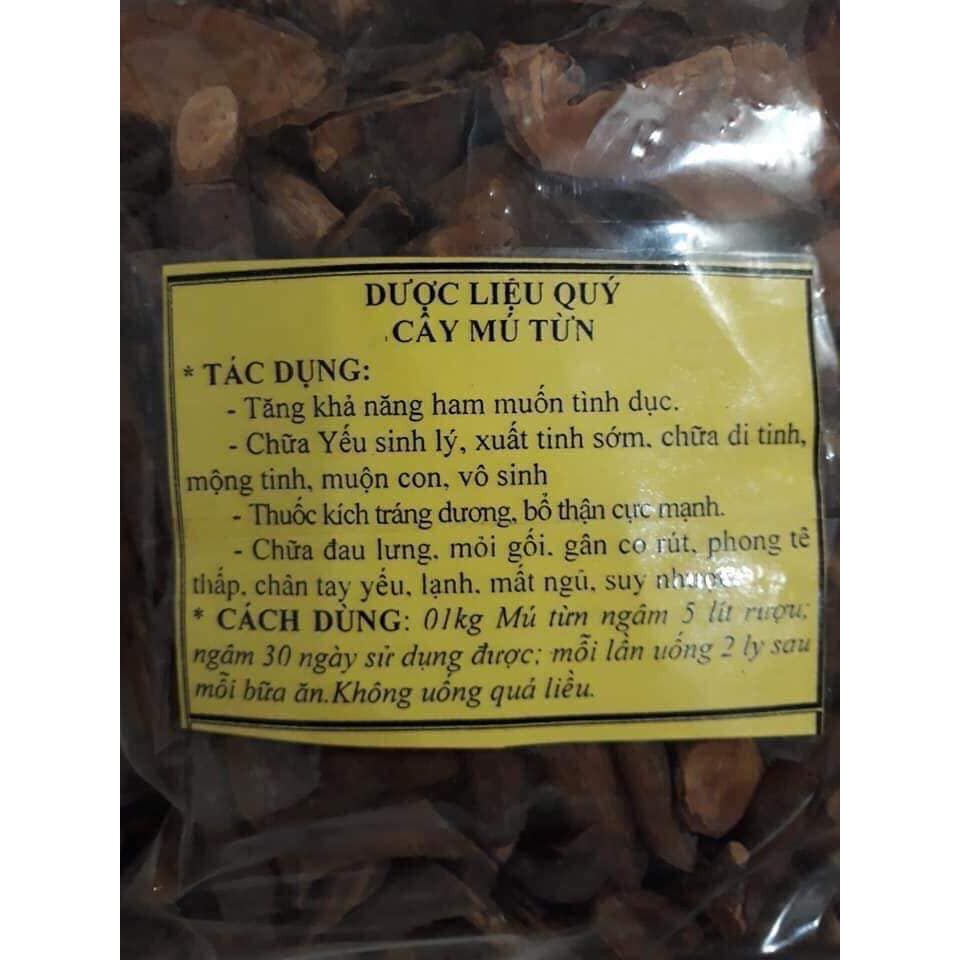 DƯỢC LIỆU QUÝ
CÂY MÚ TỪN
* TÁC DỤNG:
- Tăng khả năng ham muốn tình dục.
- Chữa Yếu sinh lý, xuất tinh sớm, chữa di tinh,
mộng tinh, muộn con, vô sinh
- Thuốc kích tráng dương, bổ thận cực mạnh.
- Chữa đau lưng, mỏi gối, gân co rút, phong tê
thấp, chân tay yếu, lạnh, mất ngủ, suy nhược.
* CÁCH DÙNG: 01kg Mú từn ngâm 5 lít rượu;
ngâm 30 ngày sử dụng được; mỗi lần uống 2 ly sau
mỗi bữa ăn.Không uống quá liều.